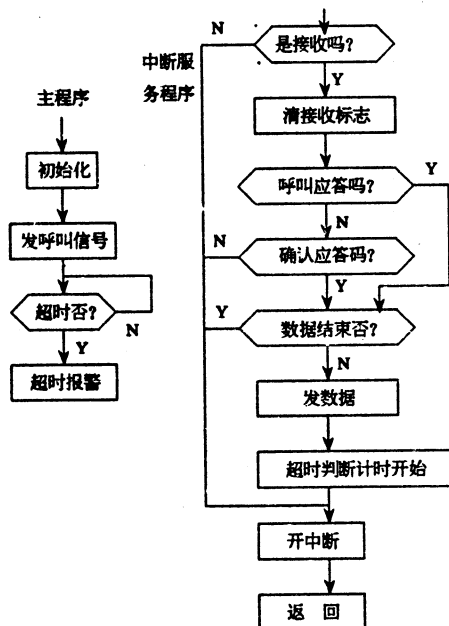 主程序
初始化
发呼叫信号
超时否?
N
Y
超时报警
中断服
务程序
N
是接收吗?
Y
清接收标志
呼叫应答吗?
Y
N
N
确认应答码?
Y
Y
数据结束否?
N
发数据
超时判断计时开始
开中断
返 回